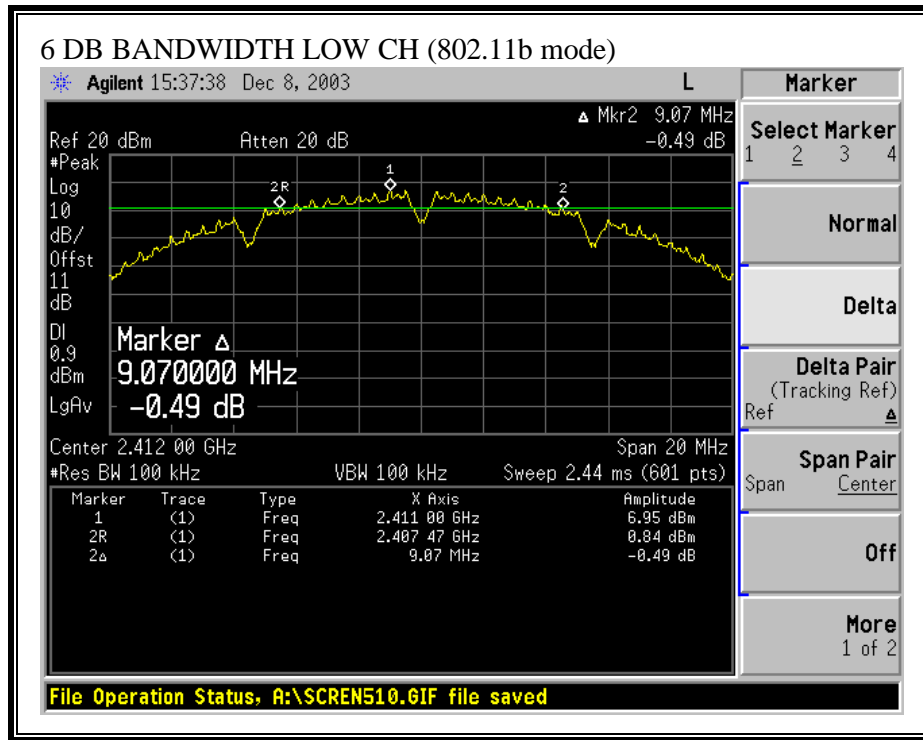 6 DB BANDWIDTH LOW CH (802.11b mode)
Agilent 15:37:38 Dec 8, 2003 L
Marker
Δ Mkr2 9.07 MHz
Ref 20 dBm Atten 20 dB -0.49 dB
#Peak
Log
10
dB/
Offst
11
dB
DI
0.9
dBm
LgAv
1
2R
2
Marker Δ
9.070000 MHz
-0.49 dB
Center 2.412 00 GHz Span 20 MHz
#Res BW 100 kHz VBW 100 kHz Sweep 2.44 ms (601 pts)
Marker Trace Type X Axis Amplitude
1 (1) Freq 2.411 00 GHz 6.95 dBm
2R (1) Freq 2.407 47 GHz 0.84 dBm
2Δ (1) Freq 9.07 MHz -0.49 dB
Select Marker
1 2 3 4
Normal
Delta
Delta Pair
(Tracking Ref)
Ref Δ
Span Pair
Span Center
Off
More
1 of 2
File Operation Status, A:\SCREN510.GIF file saved